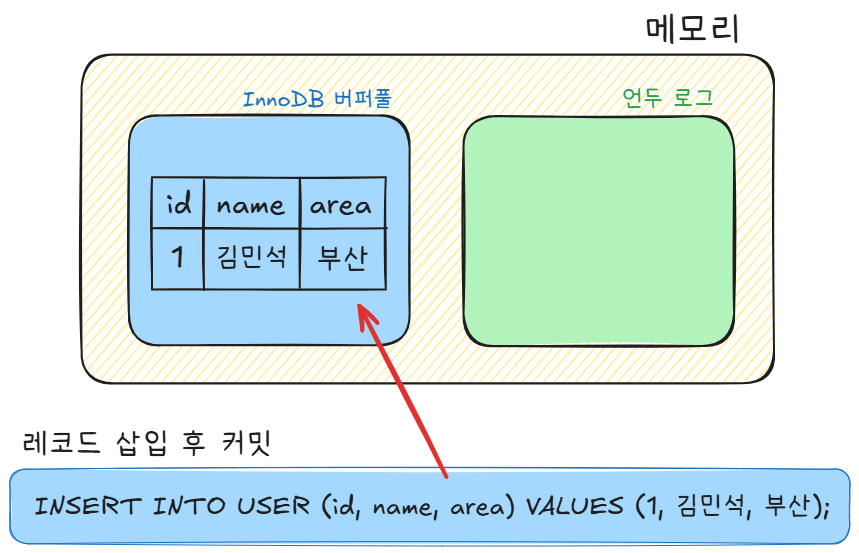 메모리
InnoDB 버퍼풀
언두 로그
id name area
1 김민석 부산
레코드 삽입 후 커밋
INSERT INTO USER (id, name, area) VALUES (1, 김민석, 부산);